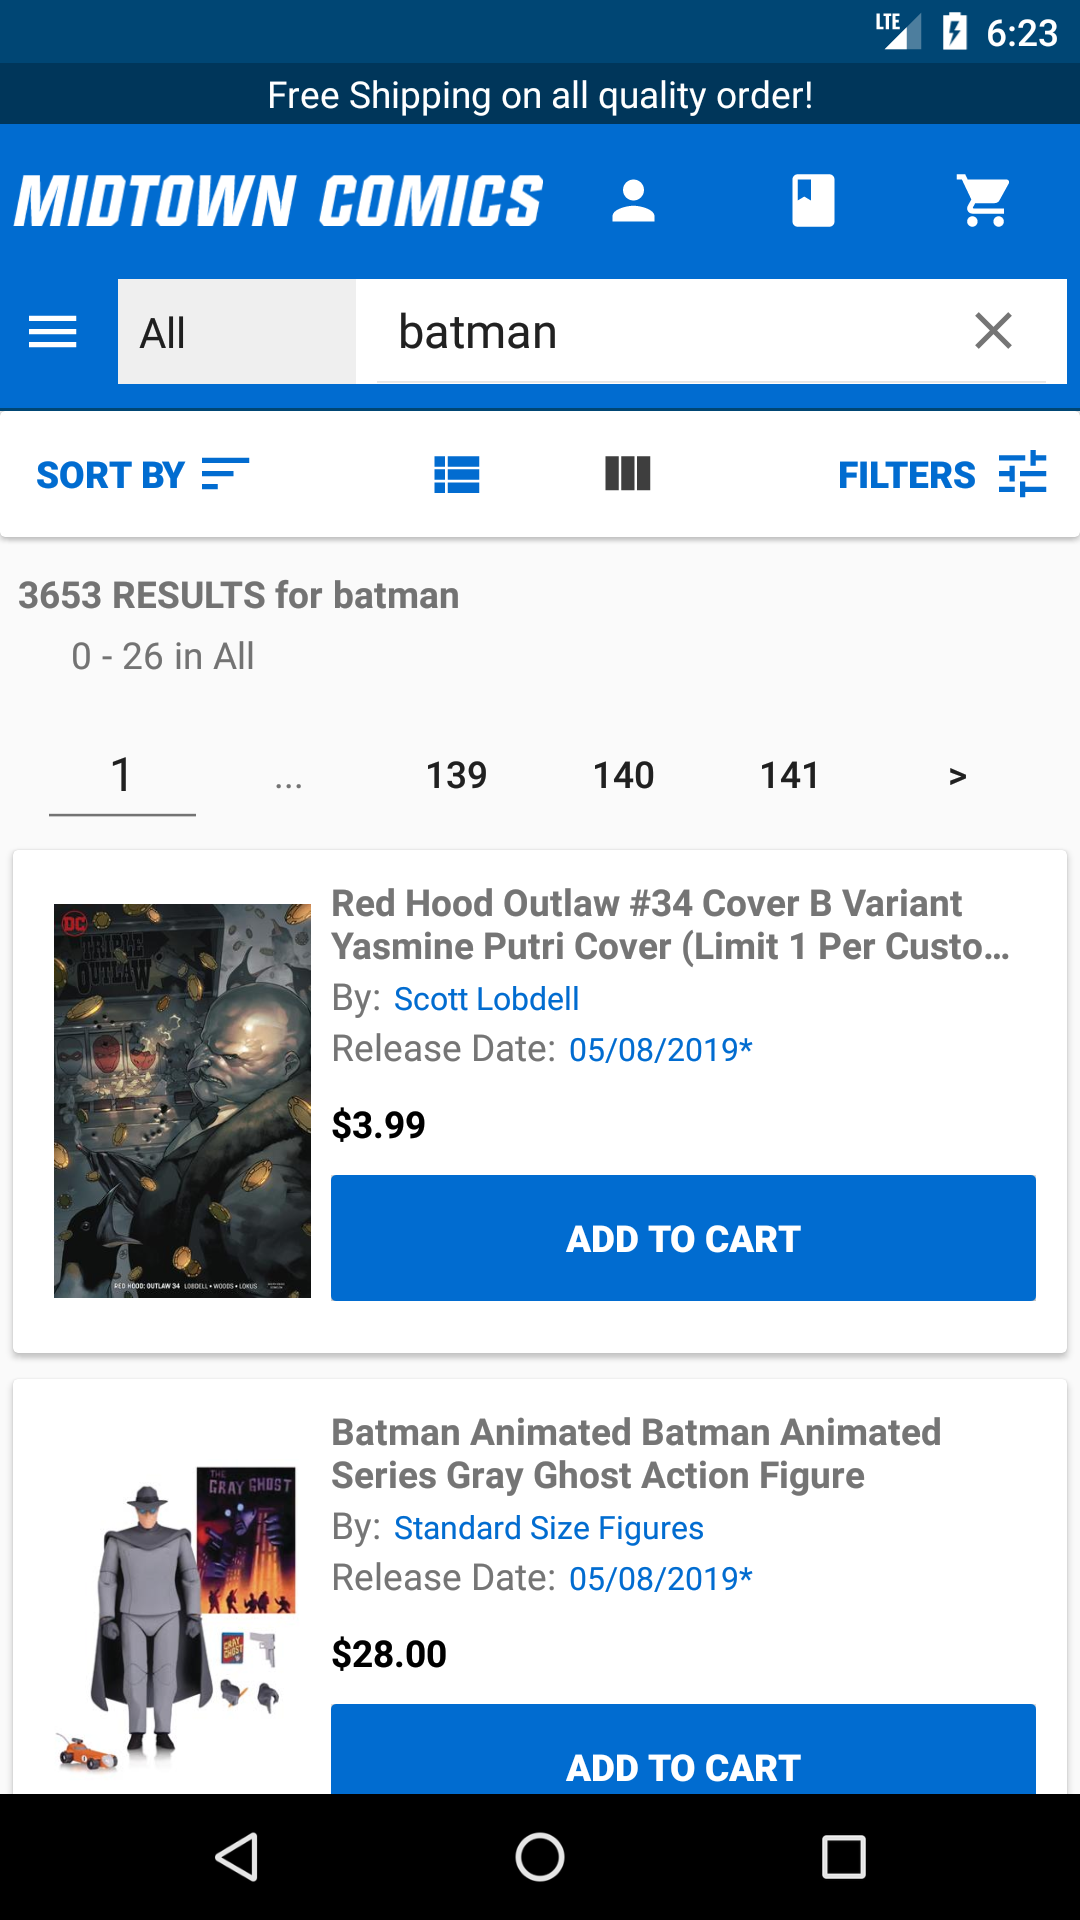 LTE 6:23
Free Shipping on all quality order!
MIDTOWN COMICS
All batman
SORT BY FILTERS
3653 RESULTS for batman
0 - 26 in All
1 ... 139 140 141 >
Red Hood Outlaw #34 Cover B Variant
Yasmine Putri Cover (Limit 1 Per Custo...
By: Scott Lobdell
Release Date: 05/08/2019*
$3.99
ADD TO CART
DC
TRIPLE
OUTLAW
RED HOOD: OUTLAW 34 LOBDELL • WOODS • LOKUS
Batman Animated Batman Animated
Series Gray Ghost Action Figure
By: Standard Size Figures
Release Date: 05/08/2019*
$28.00
ADD TO CART
THE
GRAY GHOST
GRAY
GHOST
1